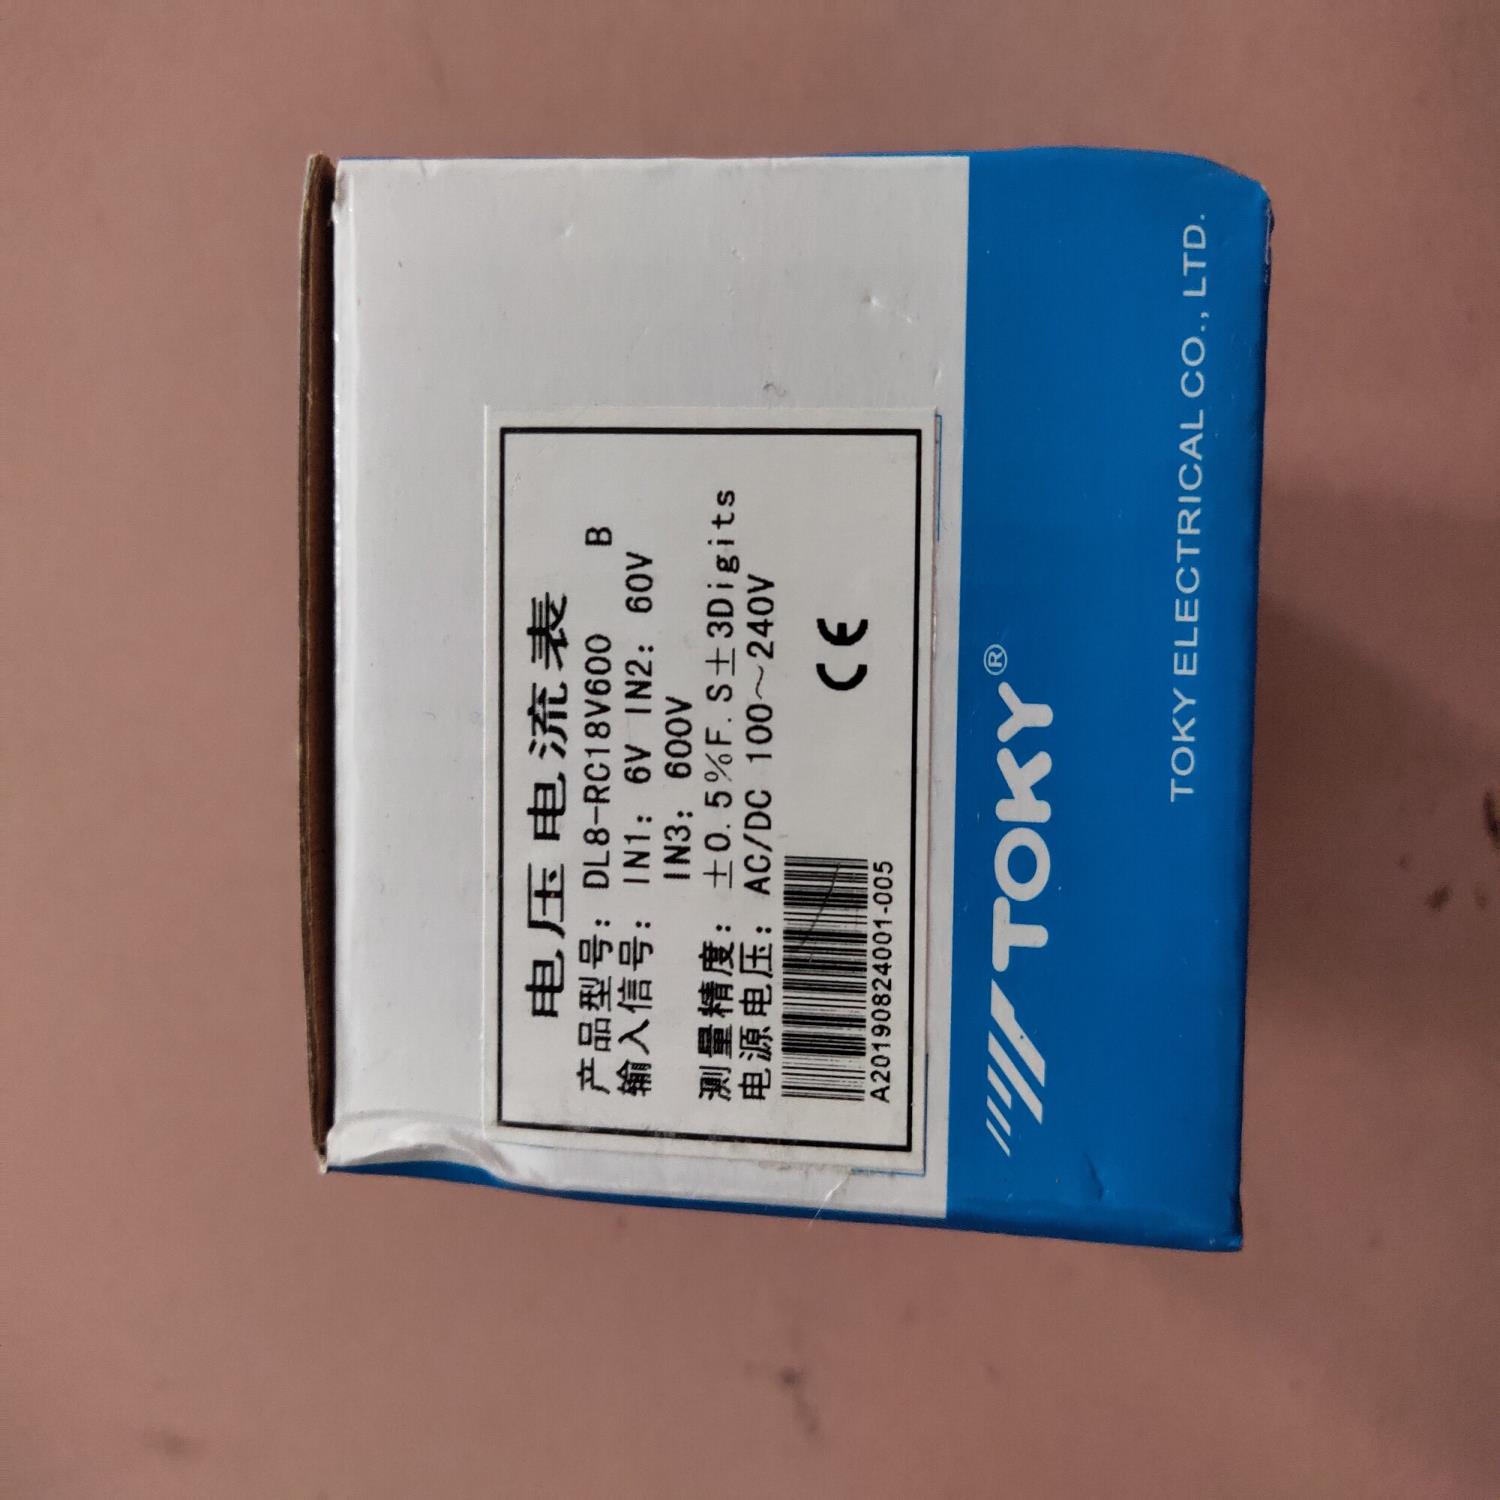 电压电流表
产品型号: DL8-RC18V600 B
输入信号: IN1: 6V IN2: 60V
IN3: 600V
测量精度: ±0.5%F.S±3Digits
电源电压: AC/DC 100~240V
CE
A20190824001-005
TOKY®
TOKY ELECTRICAL CO., LTD.